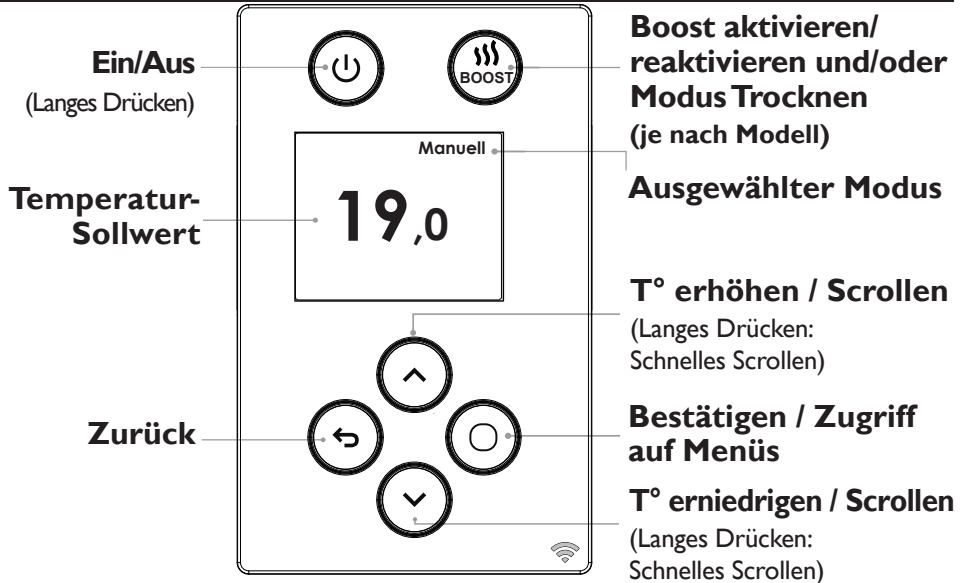 Ein/Aus
(Langes Drücken)
BOOST
Boost aktivieren/
reaktivieren und/oder
Modus Trocknen
(je nach Modell)
Manuell
Ausgewählter Modus
Temperatur-
Sollwert
19,0
T° erhöhen / Scrollen
(Langes Drücken:
Schnelles Scrollen)
Zurück
Bestätigen / Zugriff
auf Menüs
T° erniedrigen / Scrollen
(Langes Drücken:
Schnelles Scrollen)